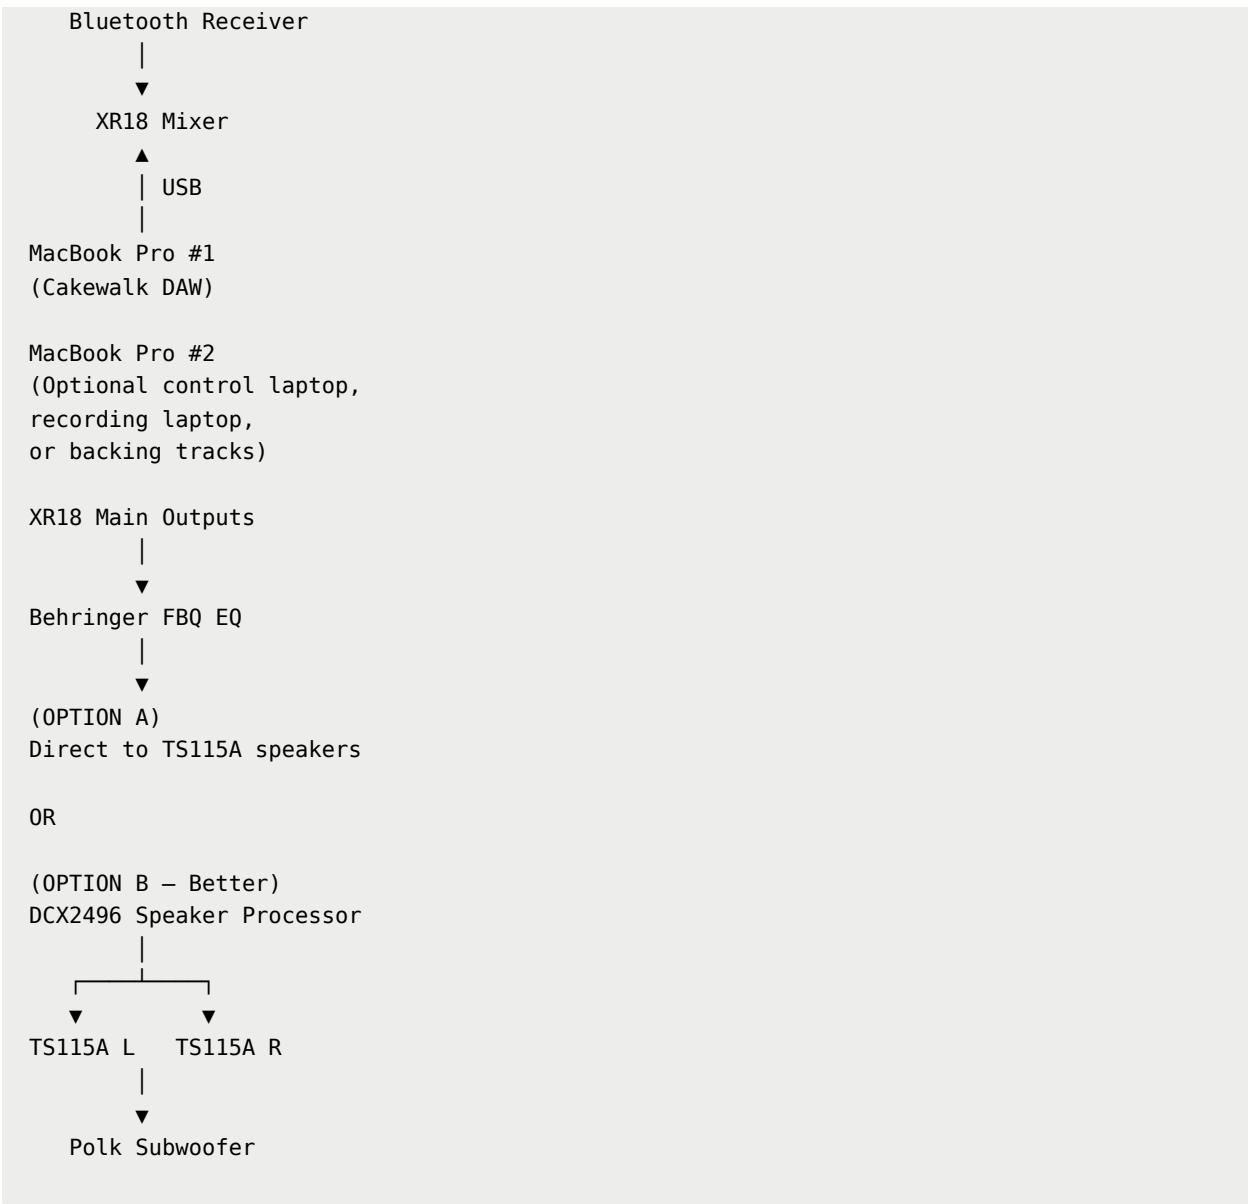 Bluetooth Receiver
XR18 Mixer
USB
MacBook Pro #1
(Cakewalk DAW)
MacBook Pro #2
(Optional control laptop,
recording laptop,
or backing tracks)
XR18 Main Outputs
Behringer FBQ EQ
(OPTION A)
Direct to TS115A speakers
OR
(OPTION B — Better)
DCX2496 Speaker Processor
TS115A L   TS115A R
Polk Subwoofer